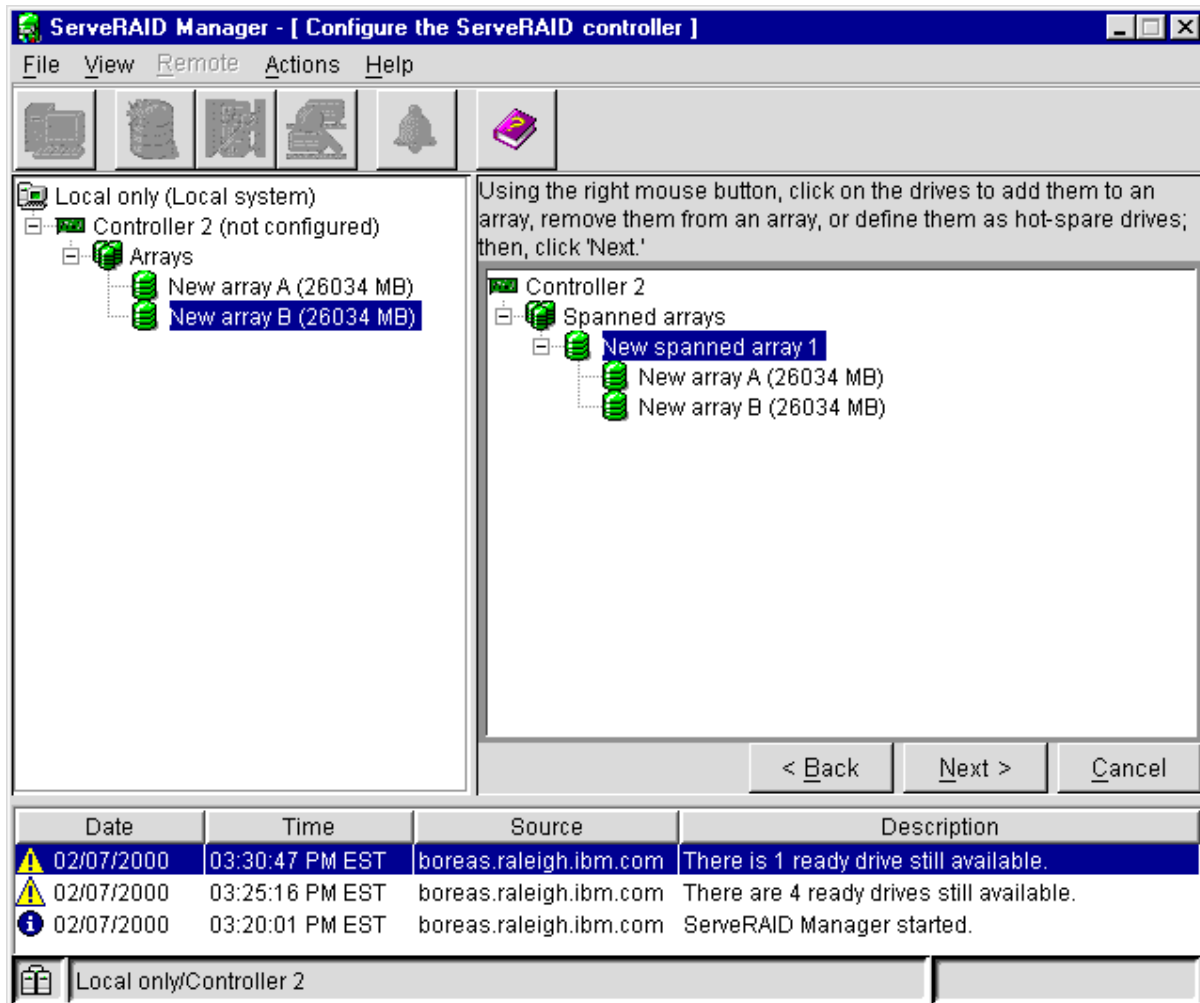 ServeRAID Manager - [ Configure the ServeRAID controller ]
File View Remote Actions Help
Local only (Local system)
Controller 2 (not configured)
Arrays
New array A (26034 MB)
New array B (26034 MB)
Using the right mouse button, click on the drives to add them to an
array, remove them from an array, or define them as hot-spare drives;
then, click 'Next.'
Controller 2
Spanned arrays
New spanned array 1
New array A (26034 MB)
New array B (26034 MB)
< Back Next > Cancel
Date Time Source Description
02/07/2000 03:30:47 PM EST boreas.raleigh.ibm.com There is 1 ready drive still available.
02/07/2000 03:25:16 PM EST boreas.raleigh.ibm.com There are 4 ready drives still available.
02/07/2000 03:20:01 PM EST boreas.raleigh.ibm.com ServeRAID Manager started.
Local only/Controller 2